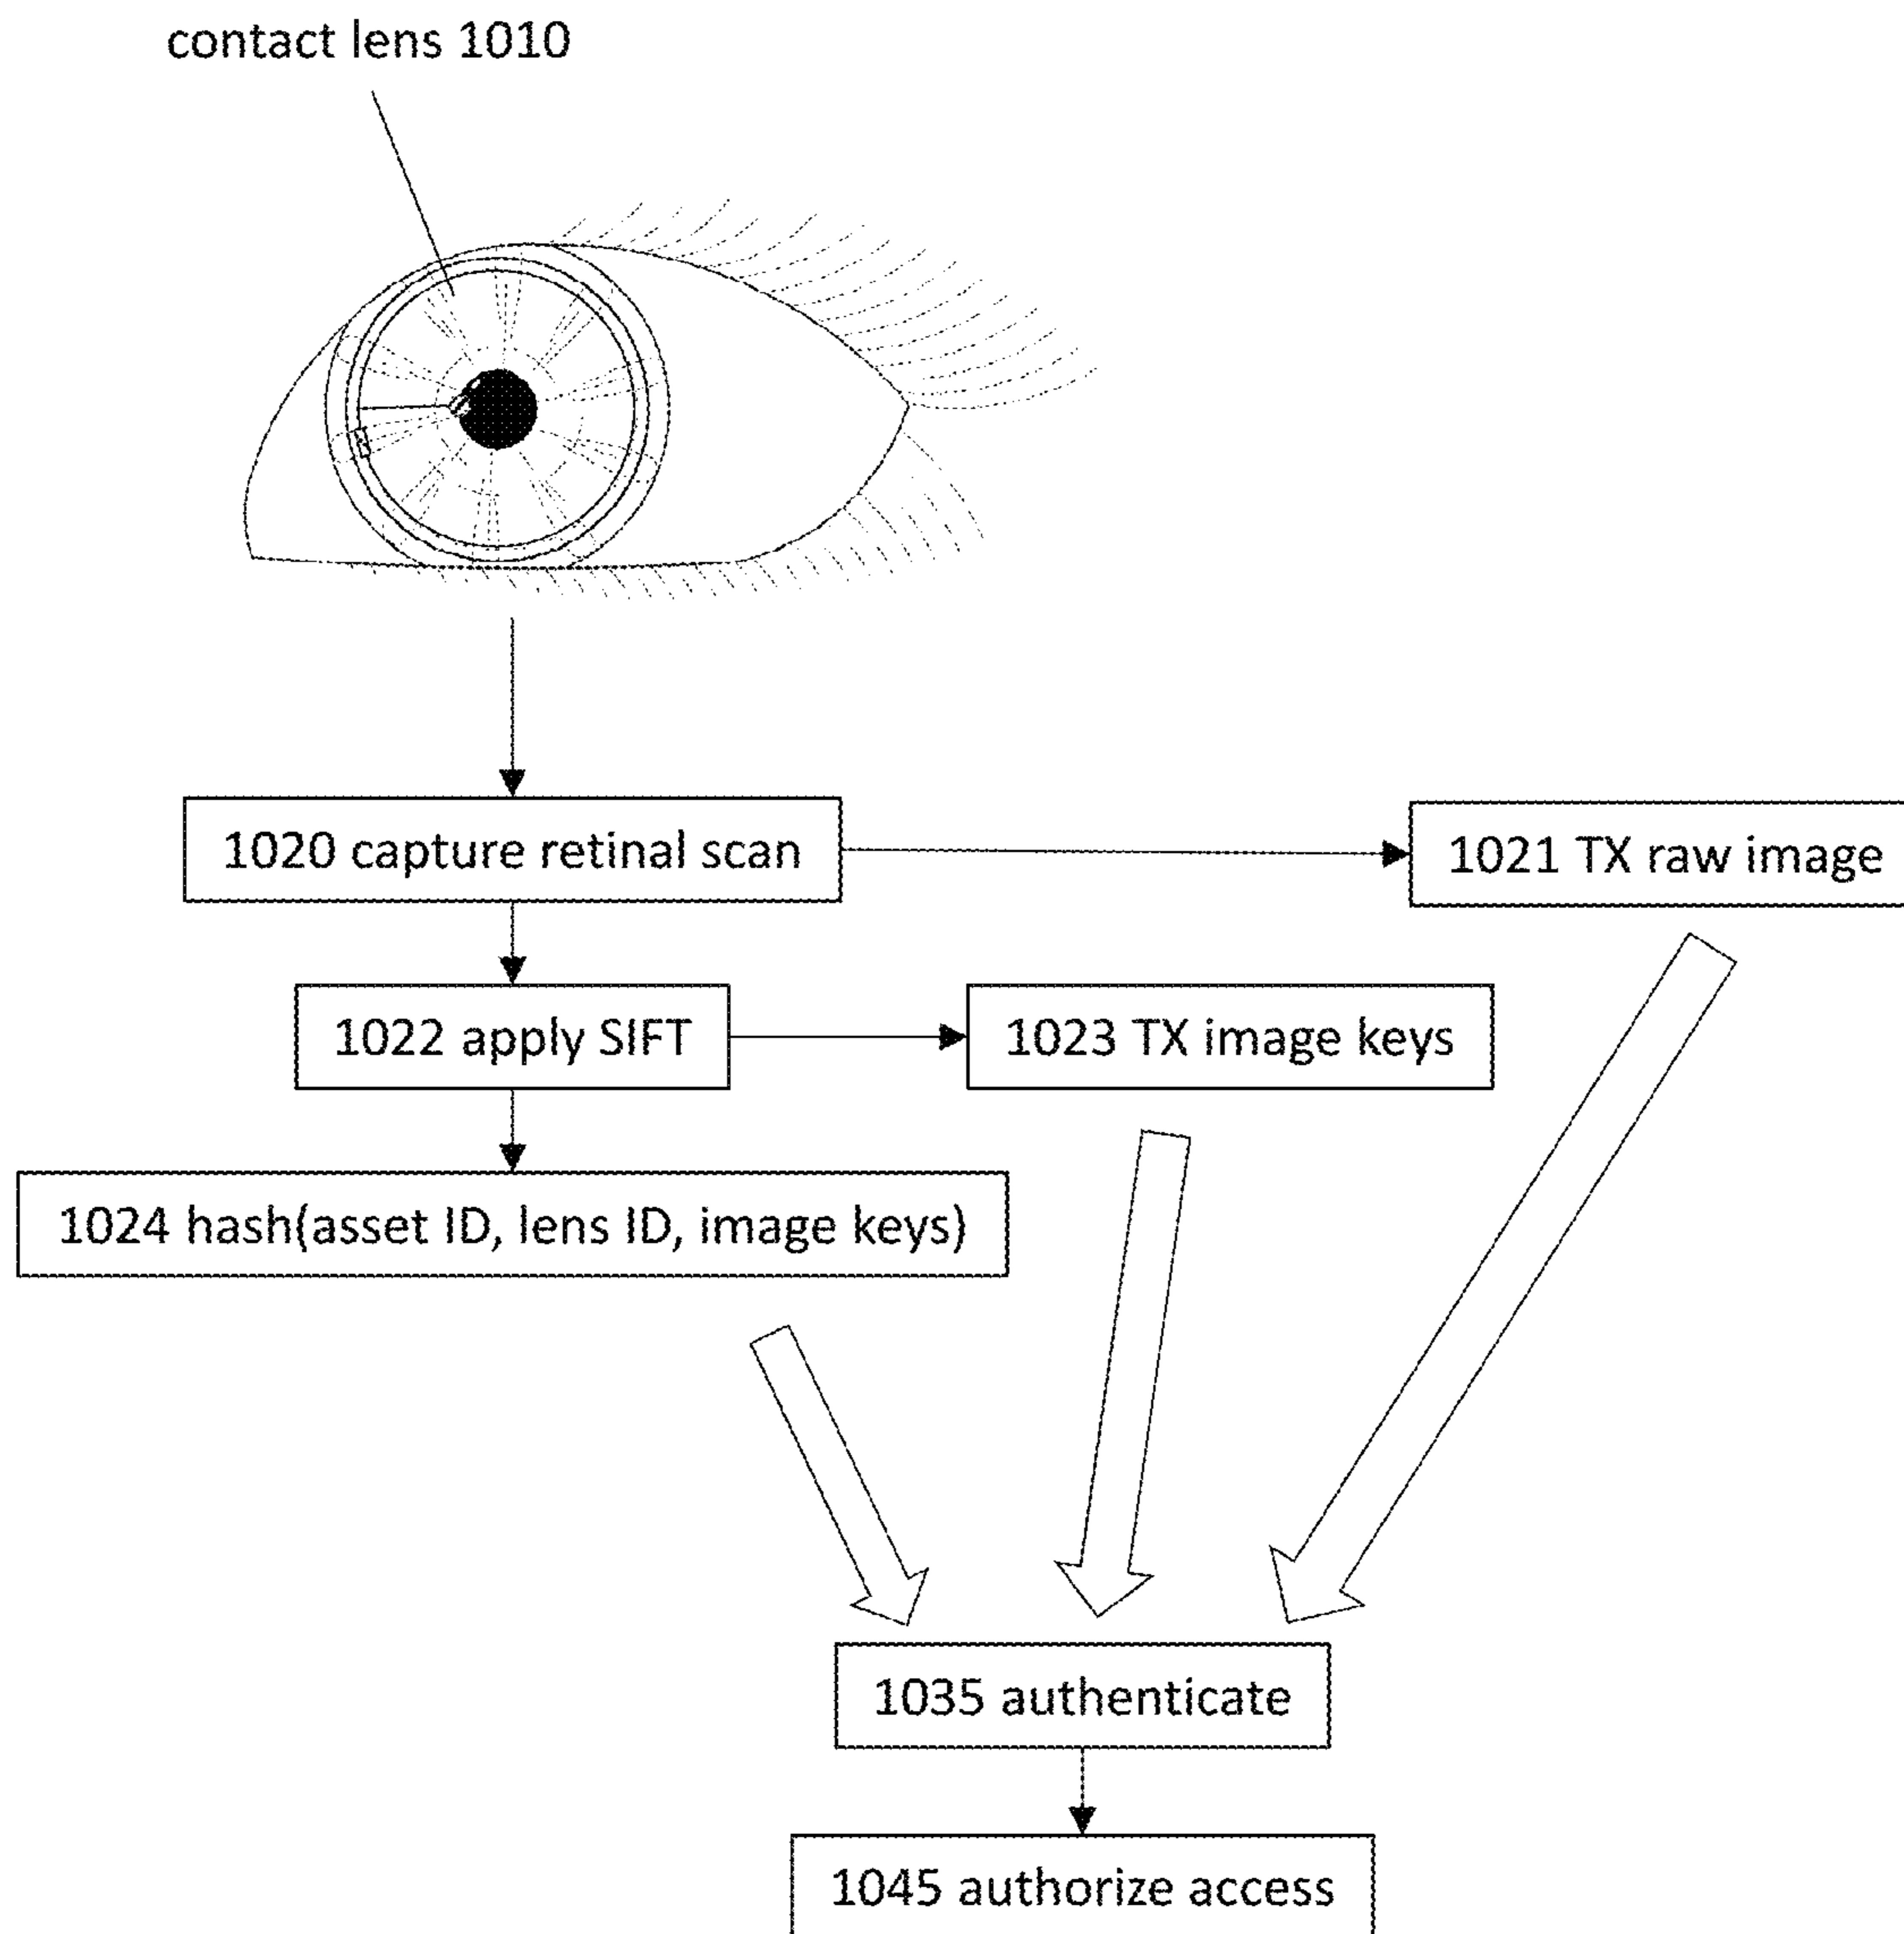 contact lens 1010
1020 capture retinal scan
1021 TX raw image
1022 apply SIFT
1023 TX image keys
1024 hash(asset ID, lens ID, image keys)
1035 authenticate
1045 authorize access